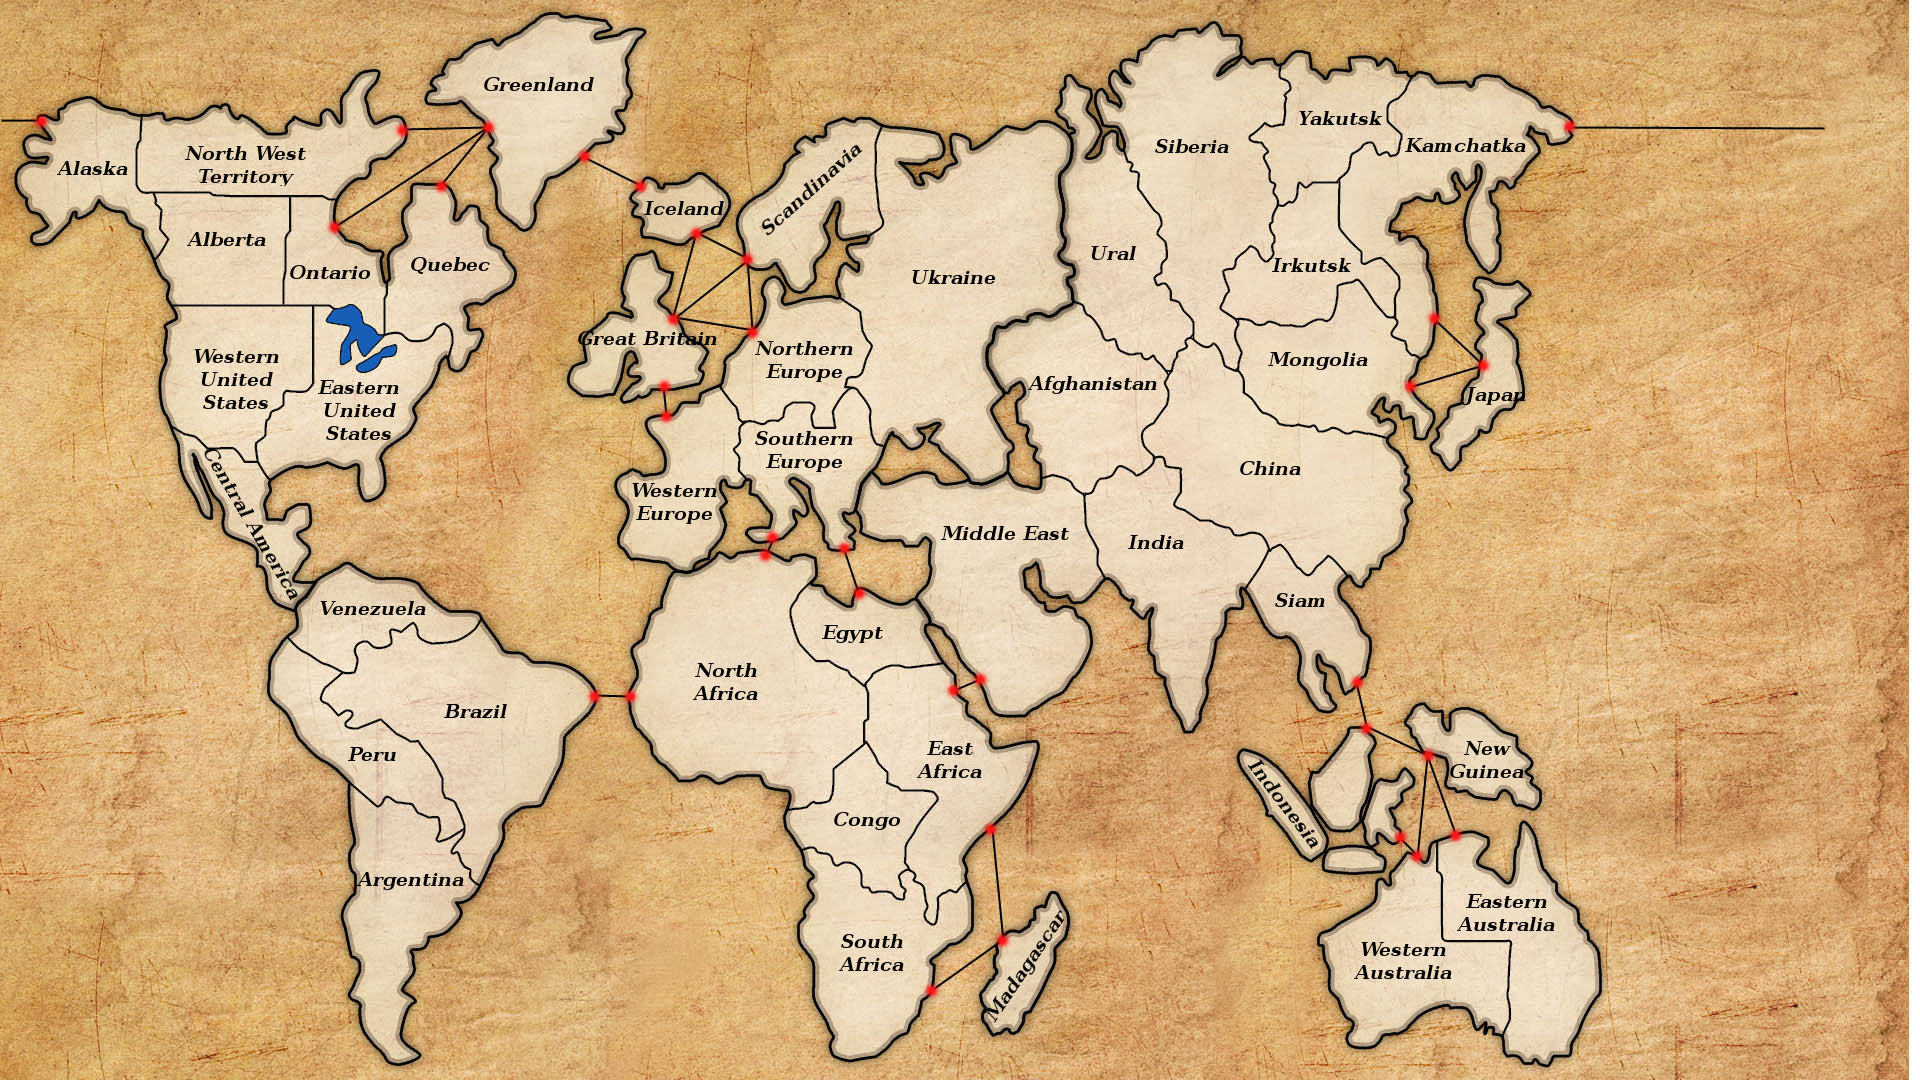 Greenland
Alaska
North West
Territory
Alberta
Ontario
Quebec
Western
United
States
Eastern
United
States
Central America
Venezuela
Brazil
Peru
Argentina
Iceland
Scandinavia
Great Britain
Northern
Europe
Ukraine
Southern
Europe
Western
Europe
North
Africa
Egypt
East
Africa
Congo
South
Africa
Madagascar
Siberia
Yakutsk
Kamchatka
Ural
Irkutsk
Mongolia
Japan
Afghanistan
China
Middle East
India
Siam
Indonesia
New
Guinea
Eastern
Australia
Western
Australia